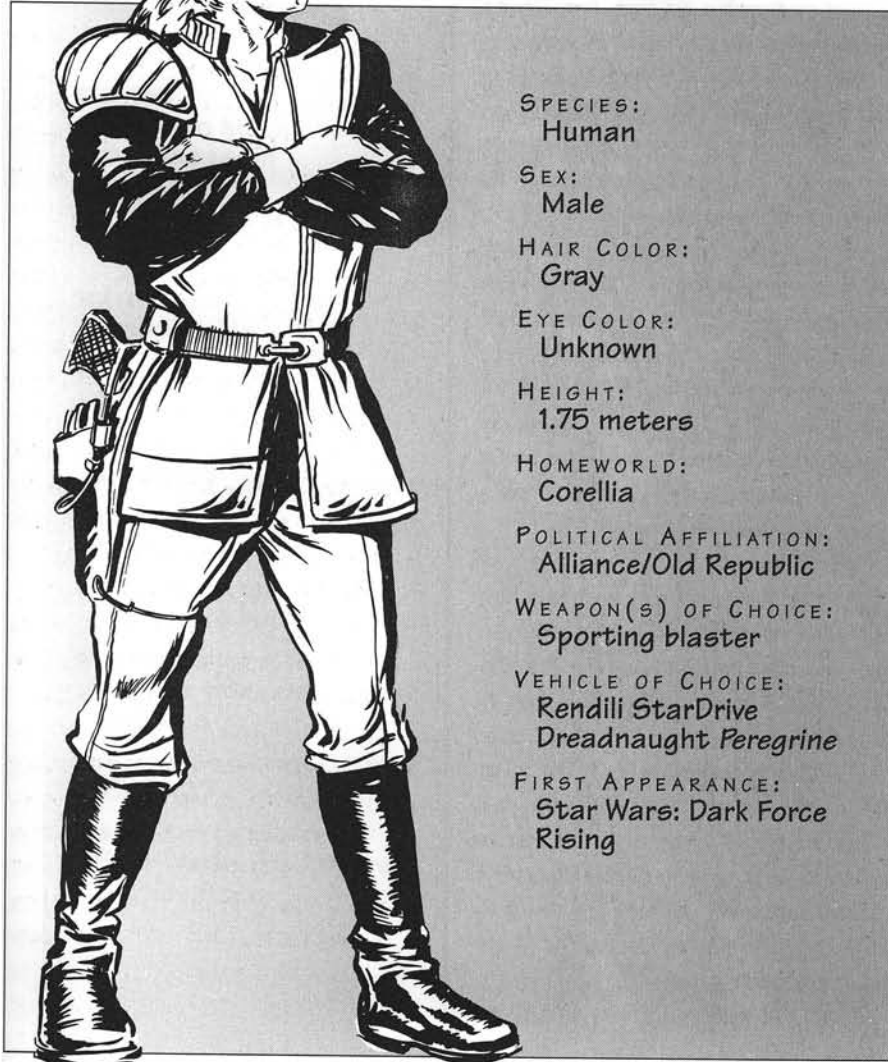 SPECIES:
Human
SEX:
Male
HAIR COLOR:
Gray
EYE COLOR:
Unknown
HEIGHT:
1.75 meters
HOMEWORLD:
Corellia
POLITICAL AFFILIATION:
Alliance/Old Republic
WEAPON(S) OF CHOICE:
Sporting blaster
VEHICLE OF CHOICE:
Rendili StarDrive
Dreadnaught Peregrine
FIRST APPEARANCE:
Star Wars: Dark Force
Rising